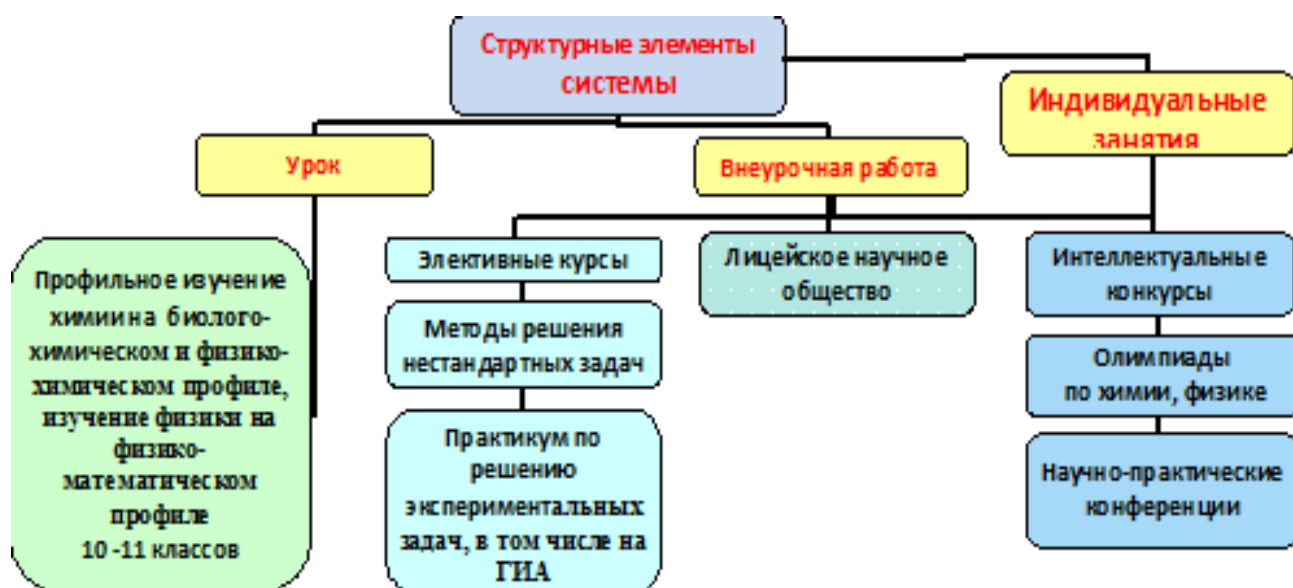 Структурные элементы
системы
Индивидуальные
занятия
Урок
Внеурочная работа
Профильное изучение
химии на биолого-
химическом и физико-
химическом профиле,
изучение физики на
физико-
математическом
профиле
10 -11 классов
Элективные курсы
Методы решения
нестандартных задач
Практикум по
решению
экспериментальных
задач, в том числе на
ГИА
Лицейское научное
общество
Интеллектуальные
конкурсы
Олимпиады
по химии, физике
Научно-практические
конференции